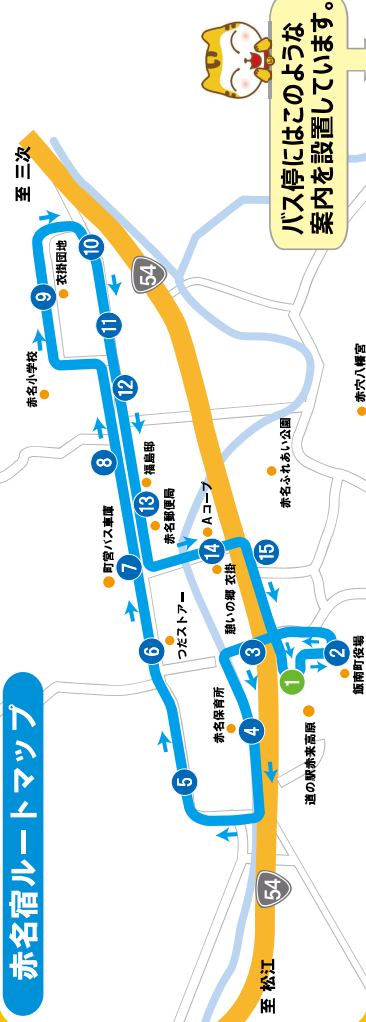 赤名宿ルートマップ
バス停にはこのような
案内を設置しています。
至 三次
至 松江
54
54
赤名小学校
衣掛団地
福島邸
赤名郵便局
町営バス車庫
つだストアー
Aコープ
憩いの郷 衣掛
赤名ふれあい公園
赤穴八幡宮
赤名保育所
道の駅赤来高原
飯南町役場
1
2
3
4
5
6
7
8
9
10
11
12
13
14
15